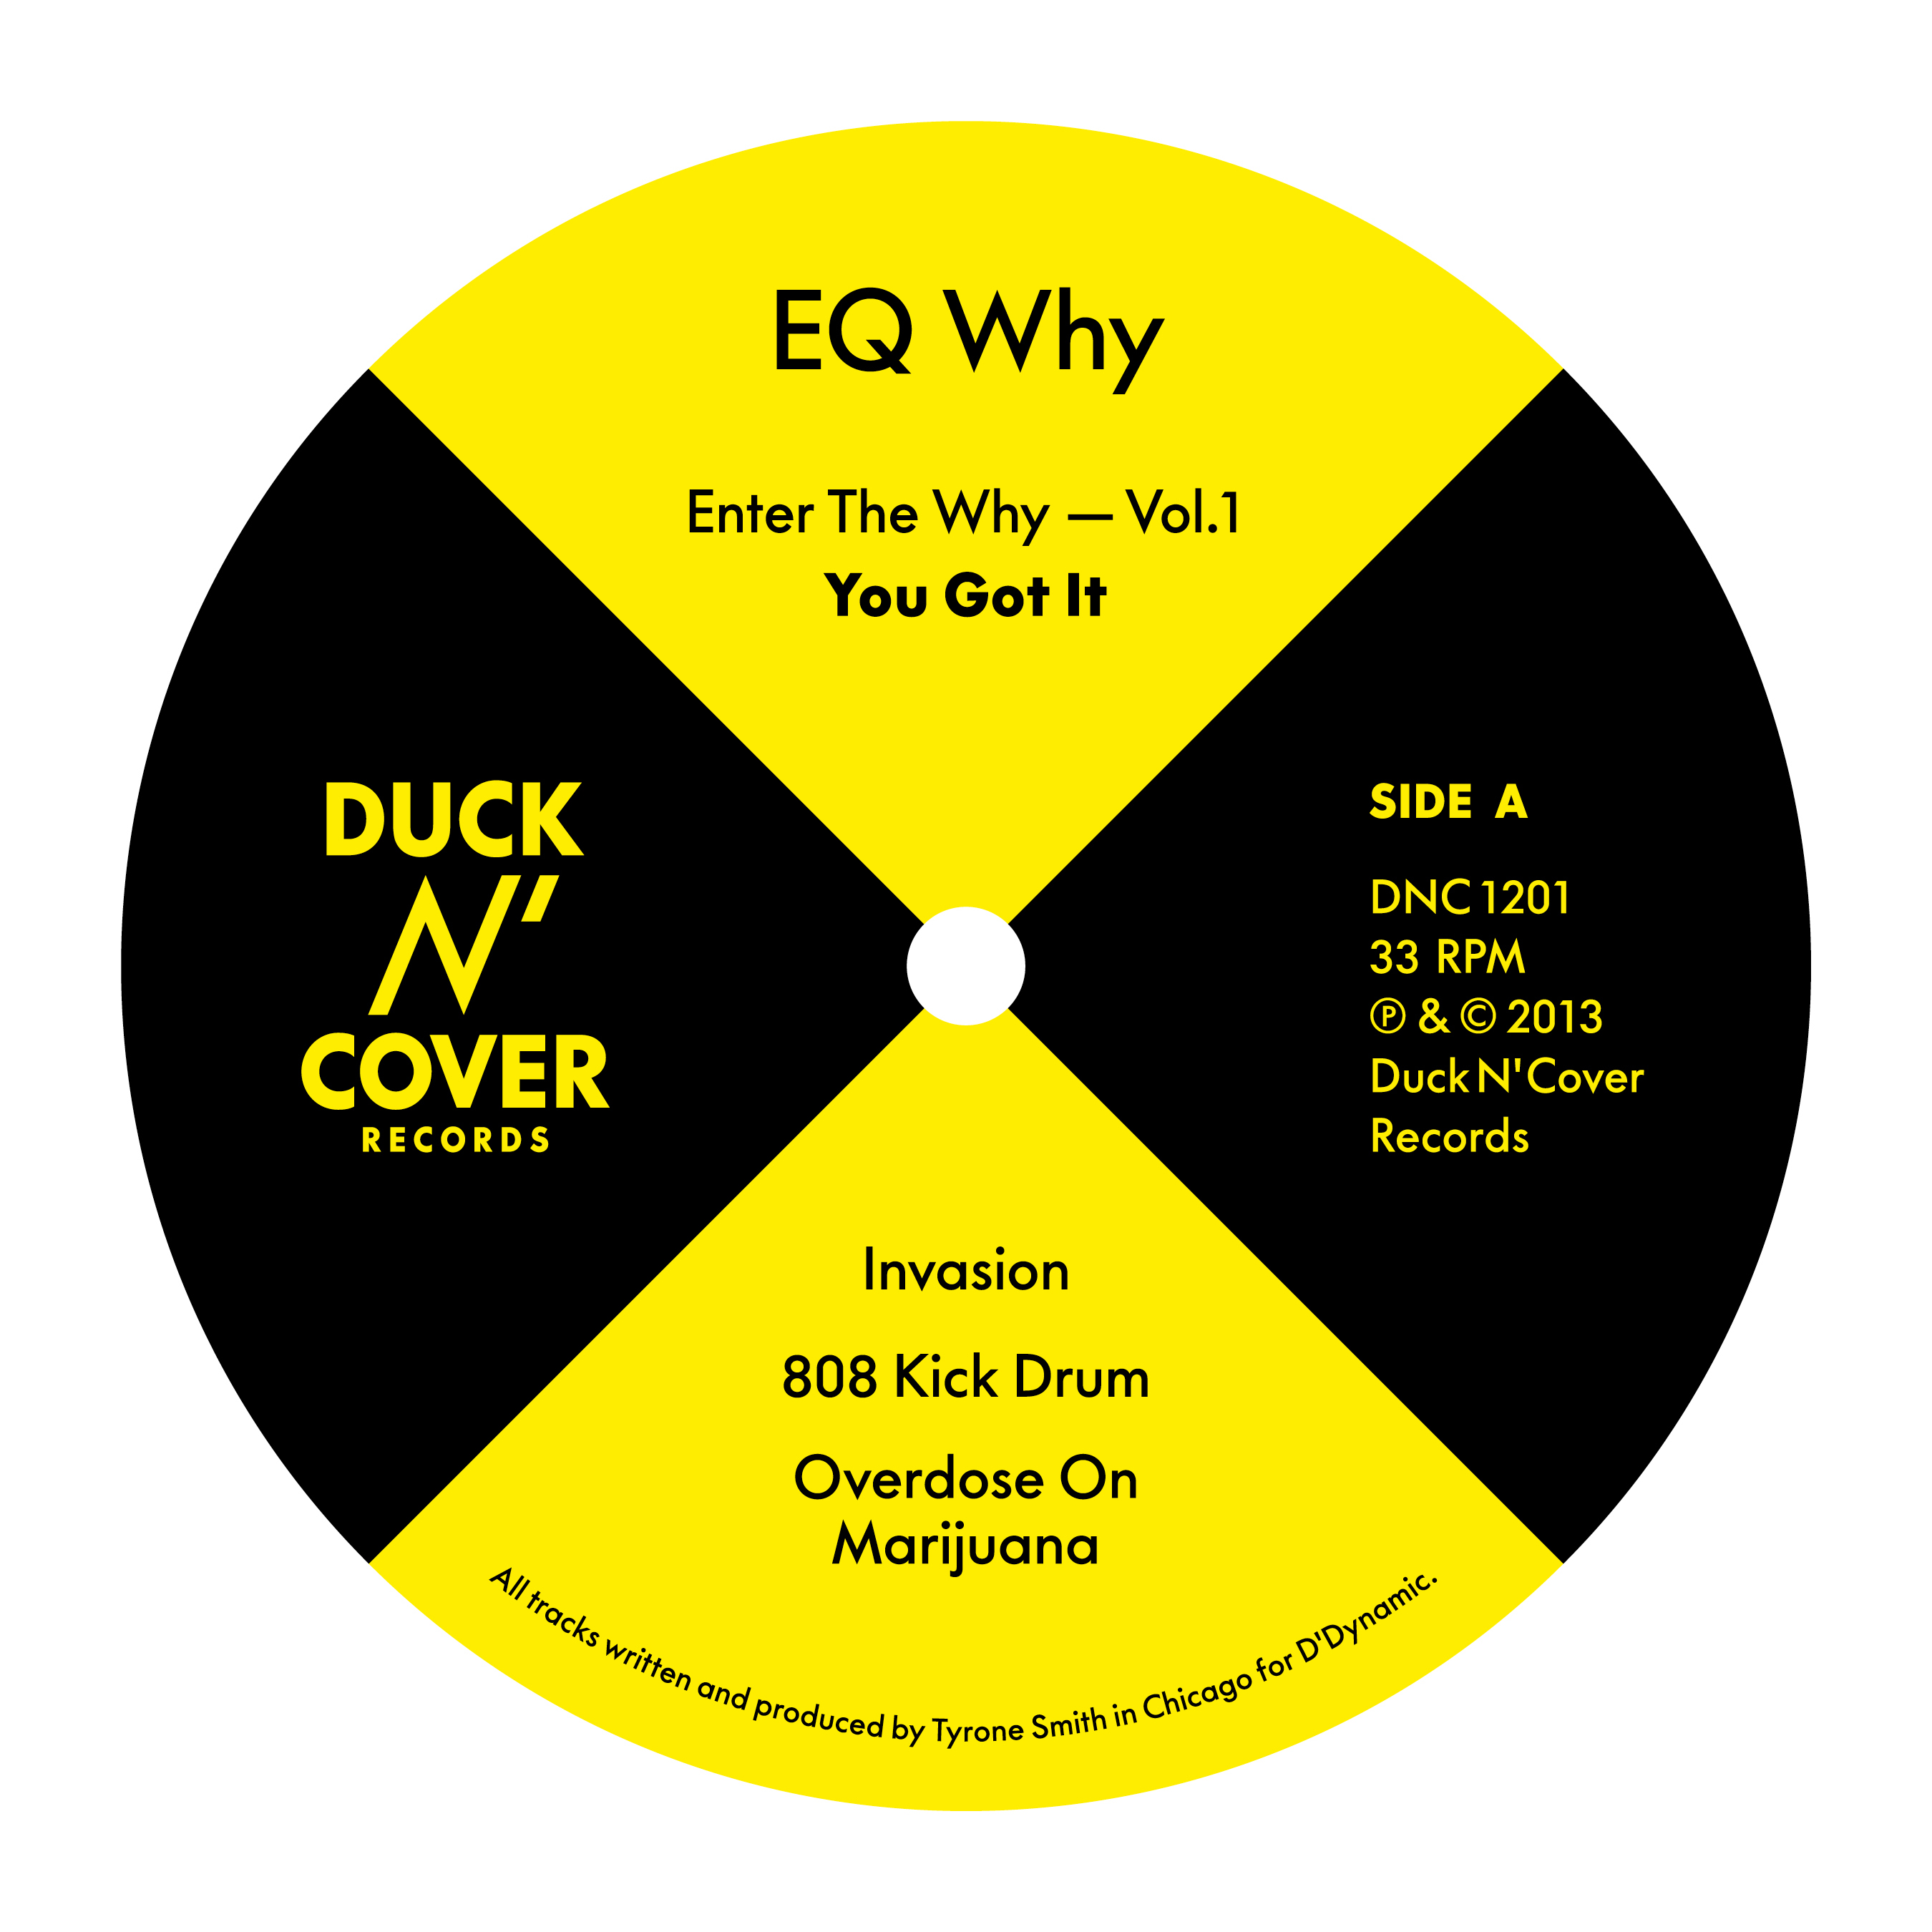 EQ Why
Enter The Why — Vol.1
You Got It
DUCK
N'
COVER
RECORDS
SIDE A
DNC 1201
33 RPM
℗ & © 2013
Duck N' Cover
Records
Invasion
808 Kick Drum
Overdose On
Marijuana
All tracks written and produced by Tyrone Smith in Chicago for D'Dynamic.